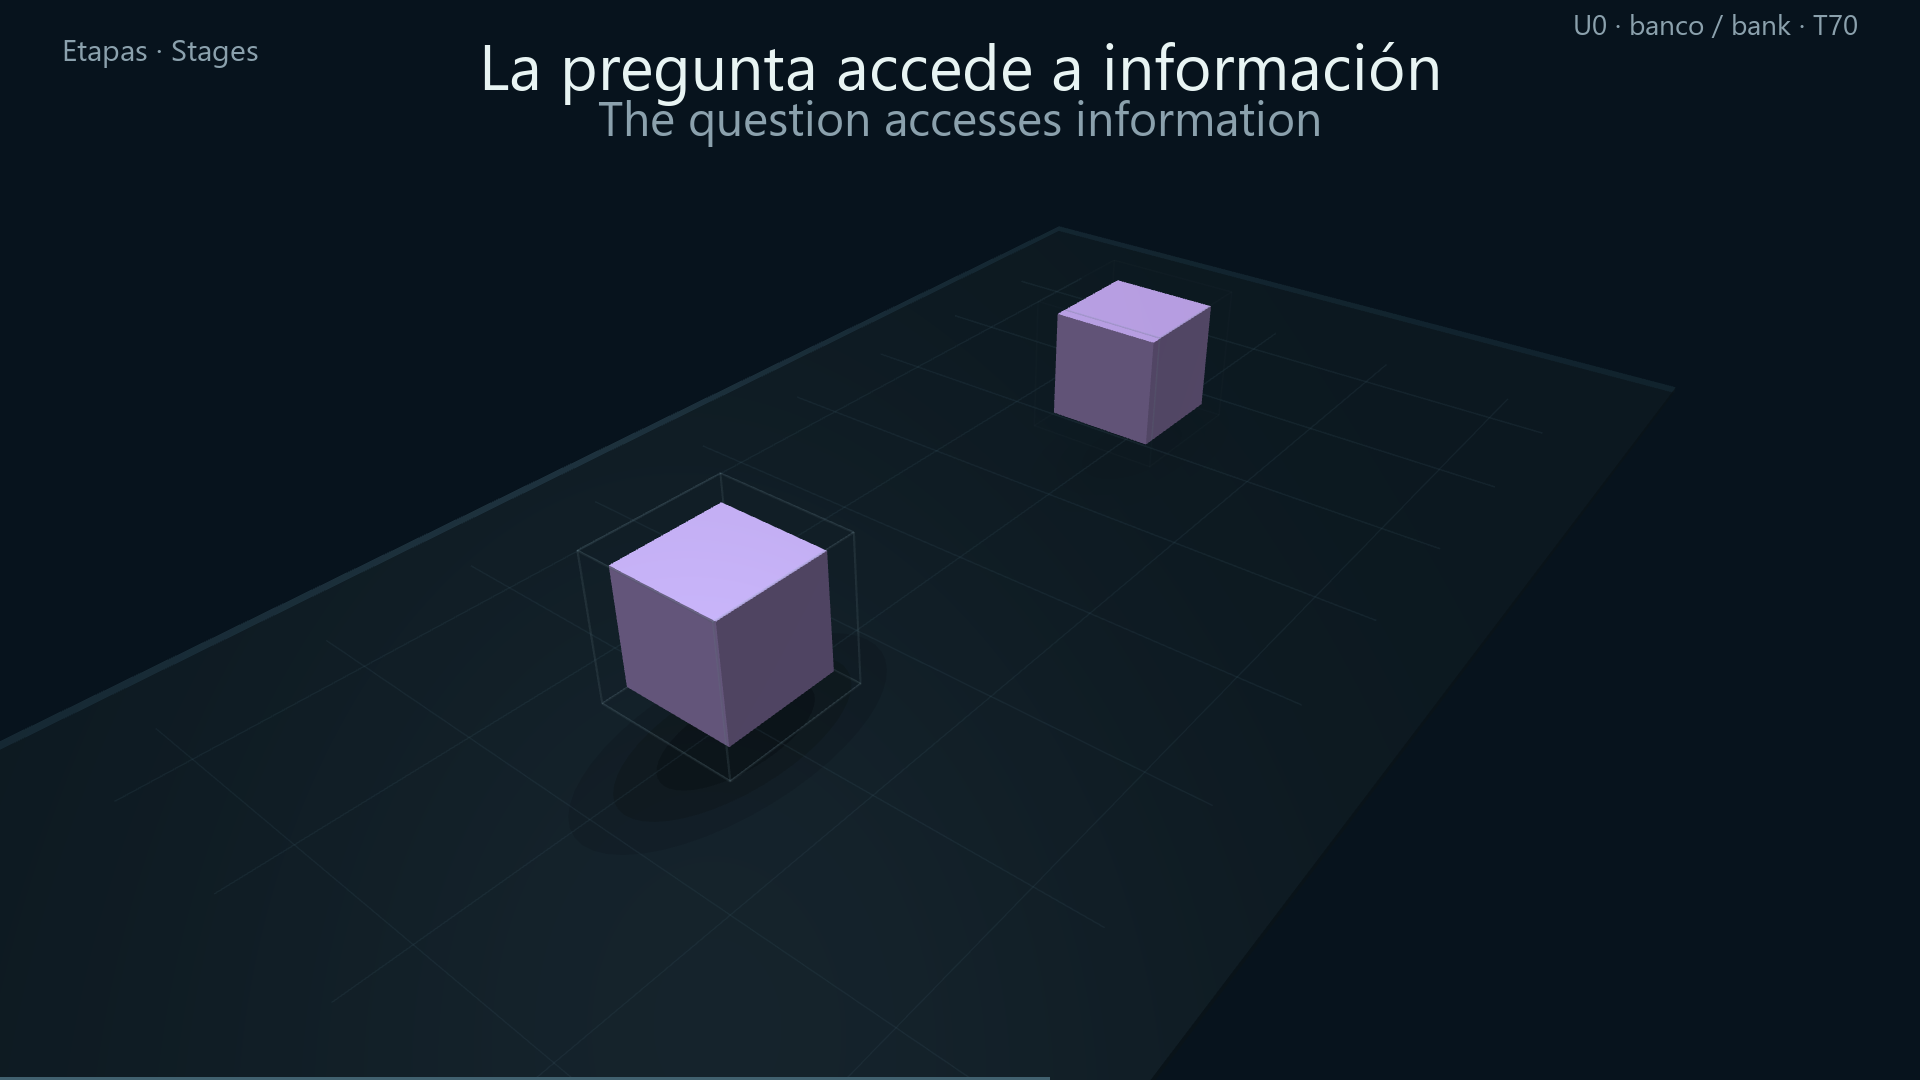 Etapas · Stages
U0 · banco / bank · T70
La pregunta accede a información
The question accesses information